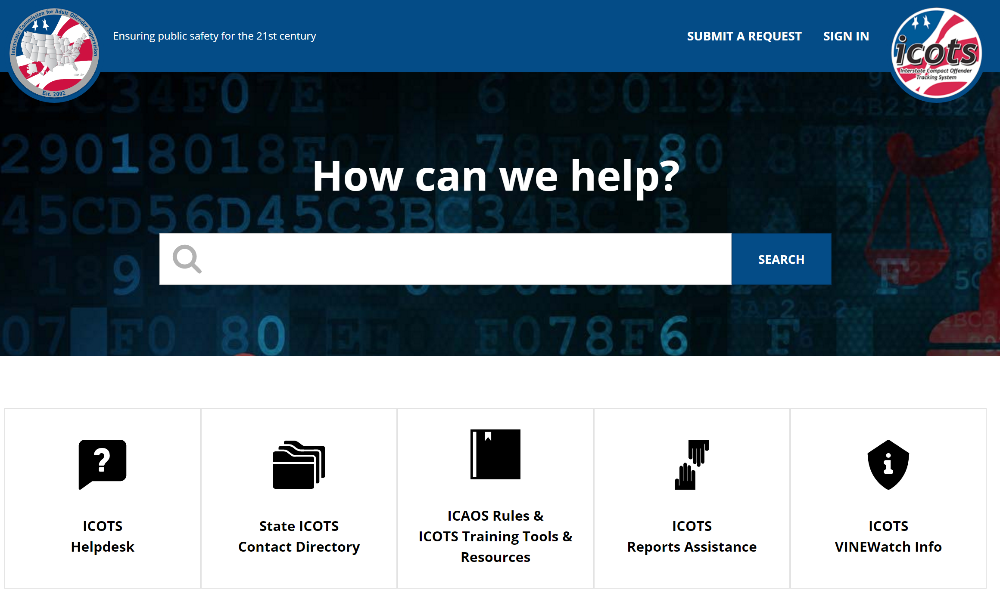 Interstate Commission for Adult Offender Supervision
Est. 2002
Ensuring public safety for the 21st century
SUBMIT A REQUEST
SIGN IN
icots
Interstate Compact Offender
Tracking System
How can we help?
SEARCH
ICOTS
Helpdesk
State ICOTS
Contact Directory
ICAOS Rules &
ICOTS Training Tools &
Resources
ICOTS
Reports Assistance
ICOTS
VINEWatch Info